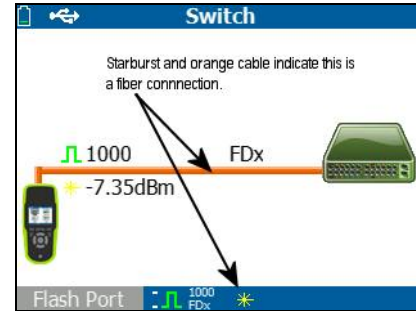 Switch
Starburst and orange cable indicate this is
a fiber connnection.
1000 FDx
-7.35dBm
Flash Port 1000
FDx